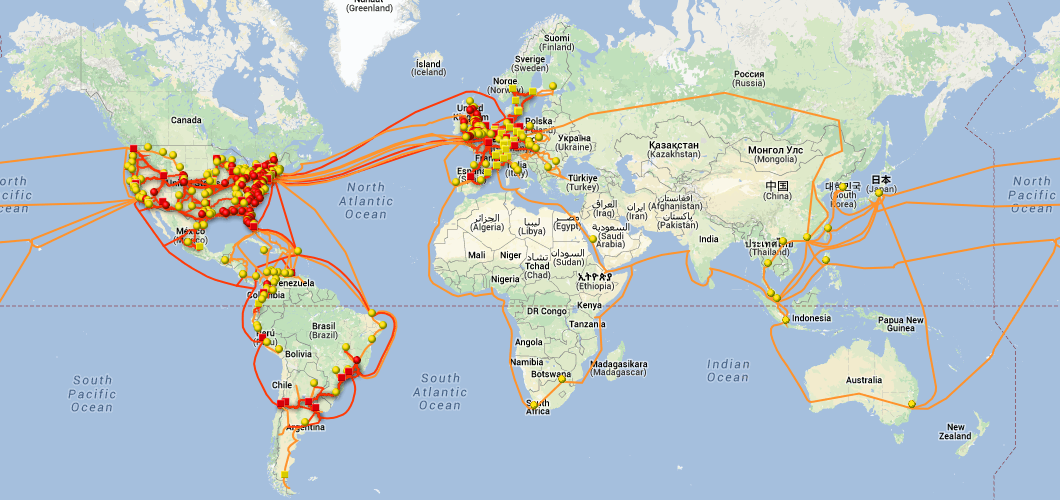 (Greenland)
Suomi
(Finland)
Ísland
(Iceland)
Sverige
(Sweden)
Norge
(Norway)
Россия
(Russia)
Canada
United
Polska
Україна
(Ukraine)
Қазақстан
(Kazakhstan)
Монгол Улс
(Mongolia)
Italia
(Italy)
Türkiye
(Turkey)
中国
(China)
대한민국
(South
Korea)
日本
(Japan)
North
Pacific
Ocean
North
Atlantic
Ocean
North
Pacific
Ocean
México
(Mexico)
الجزائر
(Algeria)
ليبيا
(Libya)
مصر
(Egypt)
العراق
(Iraq)
ایران
(Iran)
افغانستان
(Afghanistan)
پاکستان
(Pakistan)
السعودية
(Saudi
Arabia)
India
ประเทศไทย
(Thailand)
Mali
Niger
تشاد
Tchad
(Chad)
السودان
(Sudan)
Nigeria
ኢትዮጵያ
(Ethiopia)
Venezuela
Colombia
DR Congo
Kenya
Tanzania
Indonesia
Papua New
Guinea
Brasil
(Brazil)
Perú
(Peru)
Bolivia
Angola
Namibia
Botswana
Madagasikara
(Madagascar)
Indian
Ocean
Australia
South
Pacific
Ocean
Chile
South
Atlantic
Ocean
South
Africa
Argentina
New
Zealand